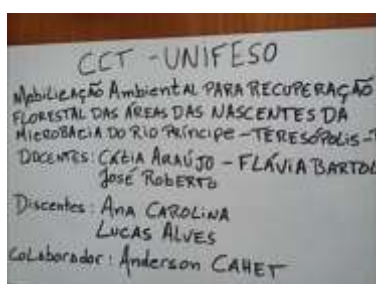 CCT - UNIFESO
Mobilização Ambiental PARA RECUPERAÇÃO
FLORESTAL DAS ÁREAS DAS NASCENTES DA
MICROBACIA DO RIO PRÍNCIPE - TERESÓPOLIS -
DOCENTES: CÁTIA ARAÚJO - FLÁVIA BARTOL
José ROBERTO
Discentes: ANA CAROLINA
LUCAS ALVES
Colaborador: Anderson CAHET